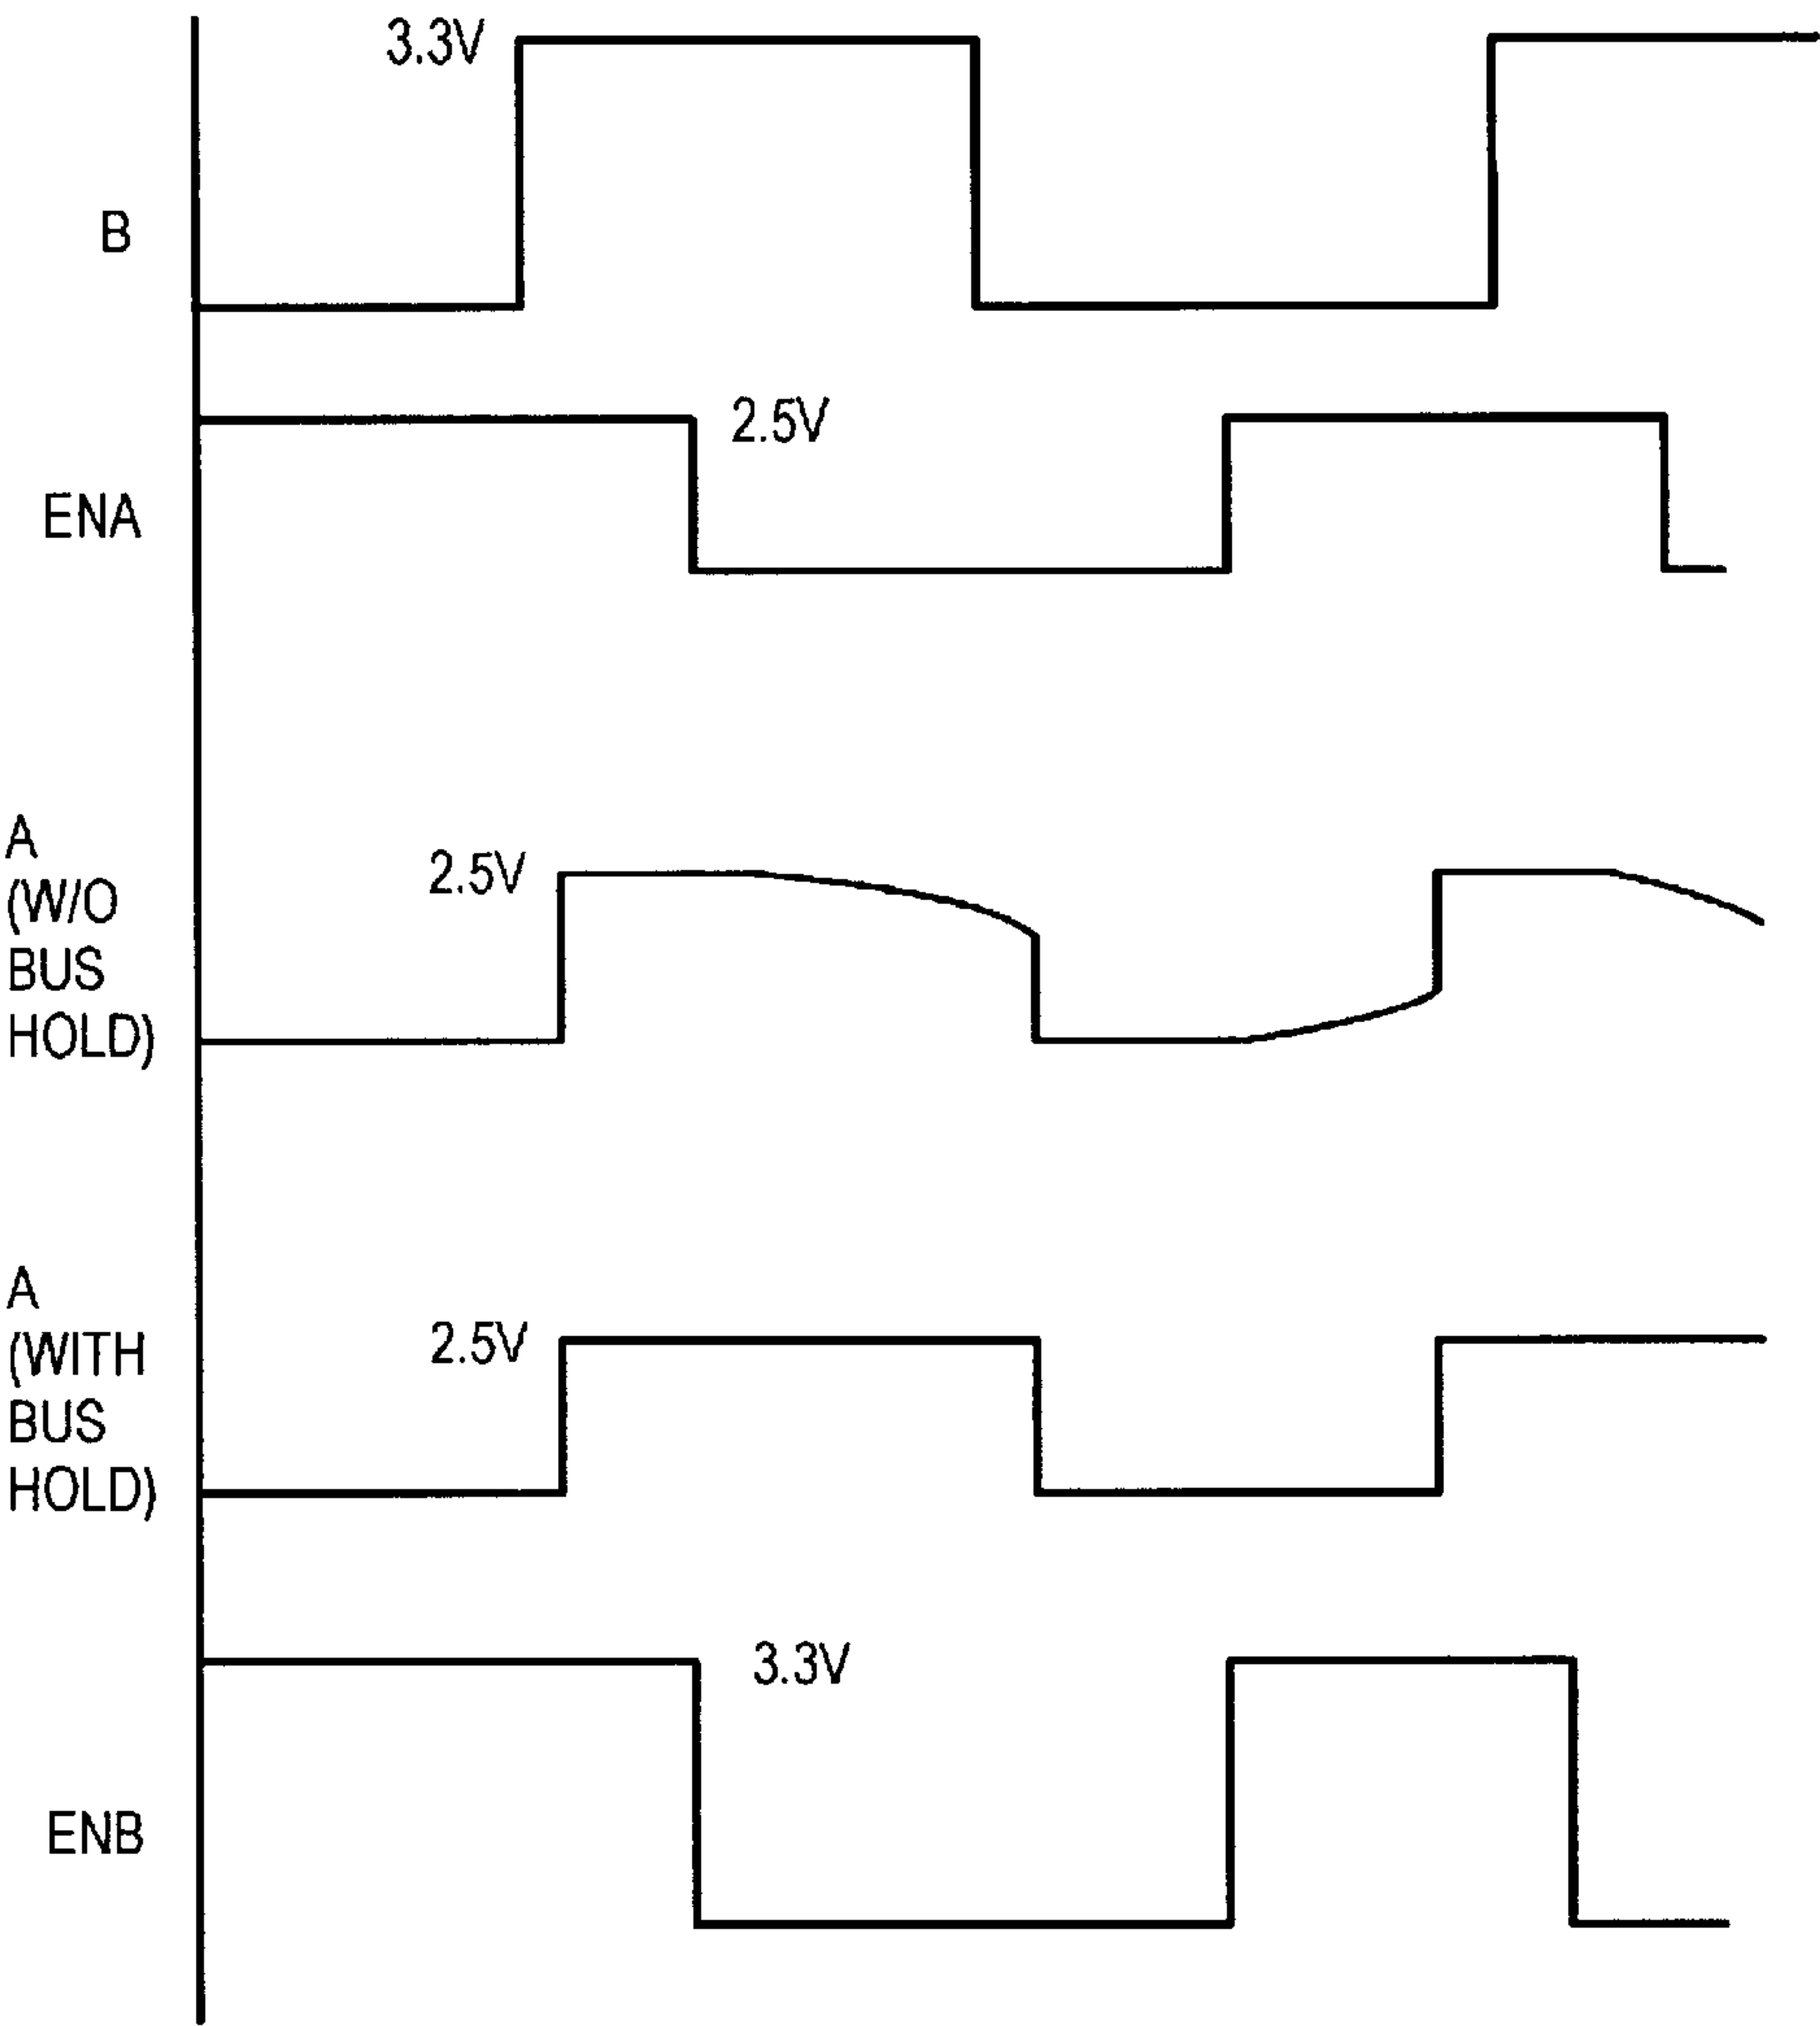 3.3V
B
2.5V
ENA
A
(W/O
BUS
HOLD)
2.5V
A
(WITH
BUS
HOLD)
2.5V
3.3V
ENB